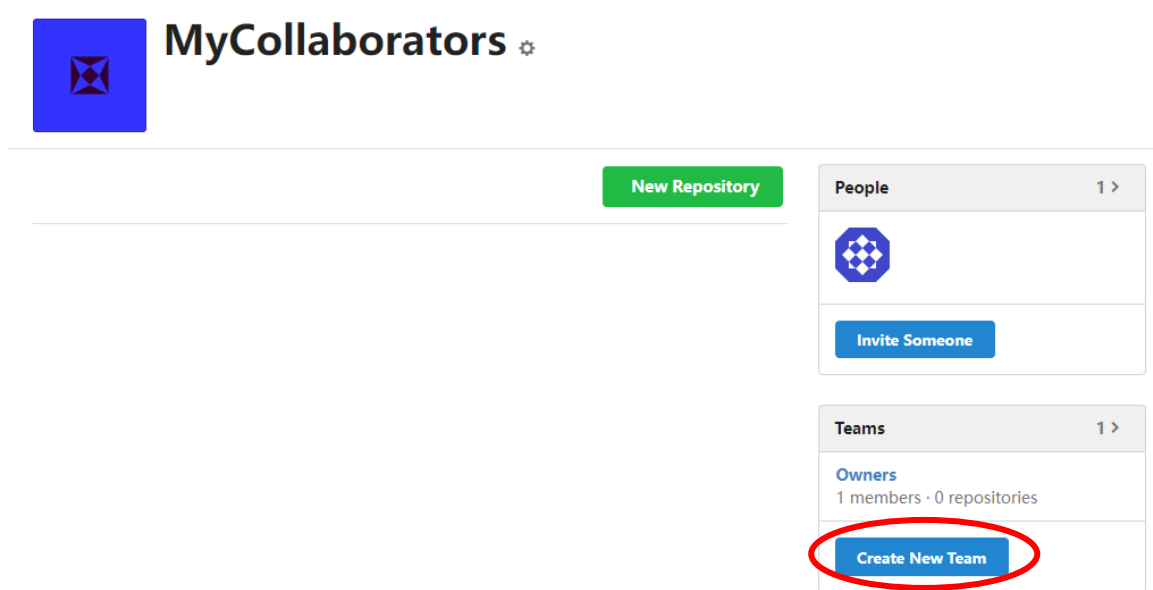 MyCollaborators
New Repository
People 1 >
Invite Someone
Teams 1 >
Owners
1 members · 0 repositories
Create New Team